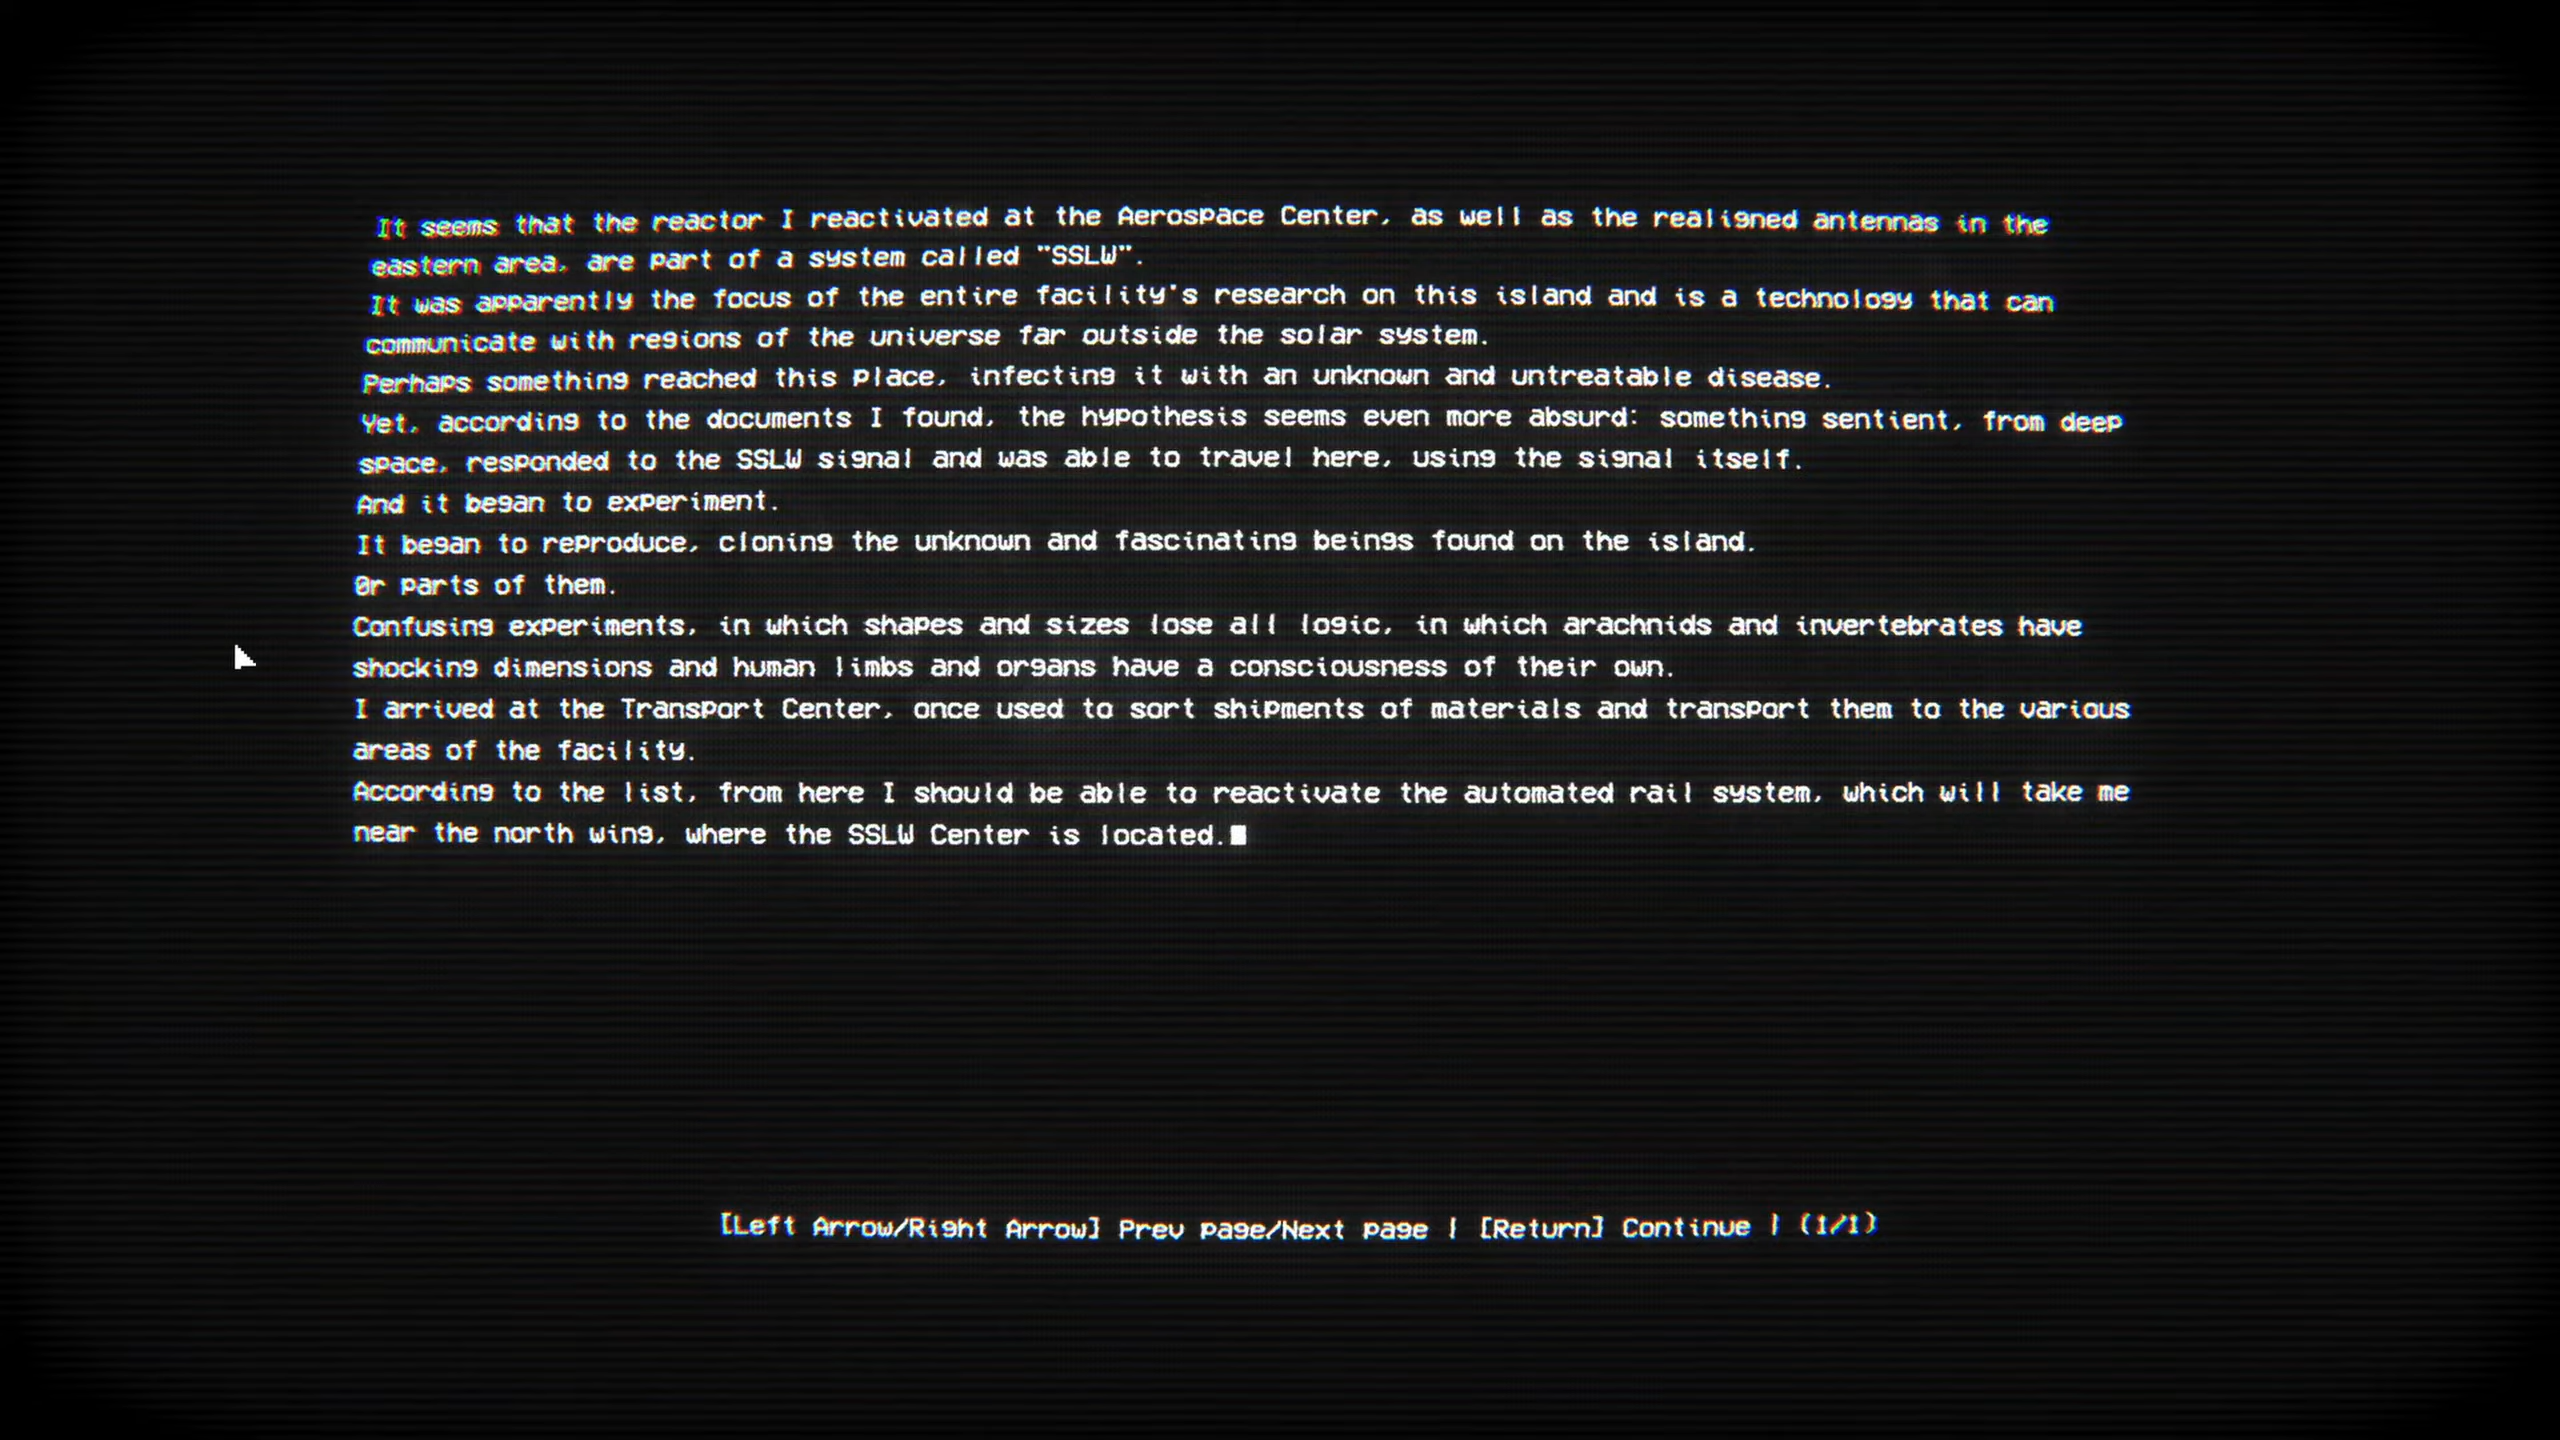 It seems that the reactor I reactivated at the Aerospace Center, as well as the realigned antennas in the
eastern area, are part of a system called "SSLW".
It was apparently the focus of the entire facility's research on this island and is a technology that can
communicate with regions of the universe far outside the solar system.
Perhaps something reached this place, infecting it with an unknown and untreatable disease.
Yet, according to the documents I found, the hypothesis seems even more absurd: something sentient, from deep
space, responded to the SSLW signal and was able to travel here, using the signal itself.
And it began to experiment.
It began to reproduce, cloning the unknown and fascinating beings found on the island.
Or parts of them.
Confusing experiments, in which shapes and sizes lose all logic, in which arachnids and invertebrates have
shocking dimensions and human limbs and organs have a consciousness of their own.
I arrived at the Transport Center, once used to sort shipments of materials and transport them to the various
areas of the facility.
According to the list, from here I should be able to reactivate the automated rail system, which will take me
near the north wing, where the SSLW Center is located.
[Left Arrow/Right Arrow] Prev page/Next page | [Return] Continue | (1/1)